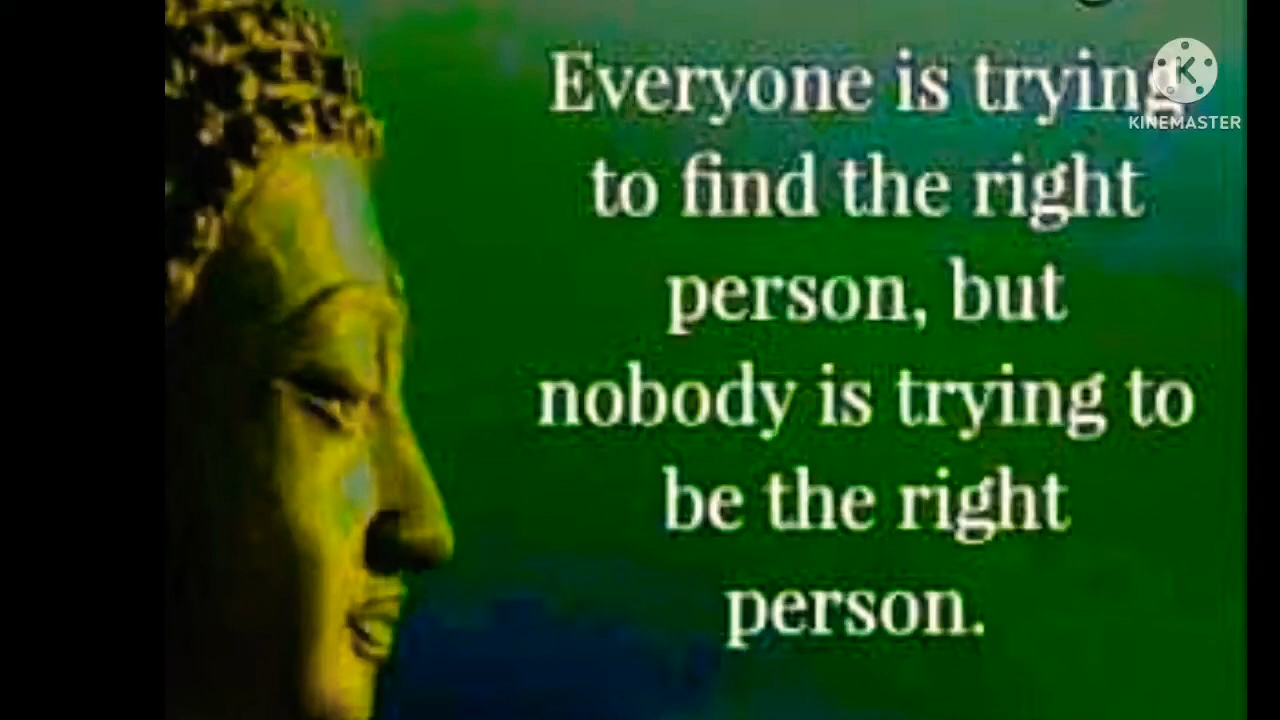 Everyone is trying
to find the right
person, but
nobody is trying to
be the right
person.
K
KINEMASTER